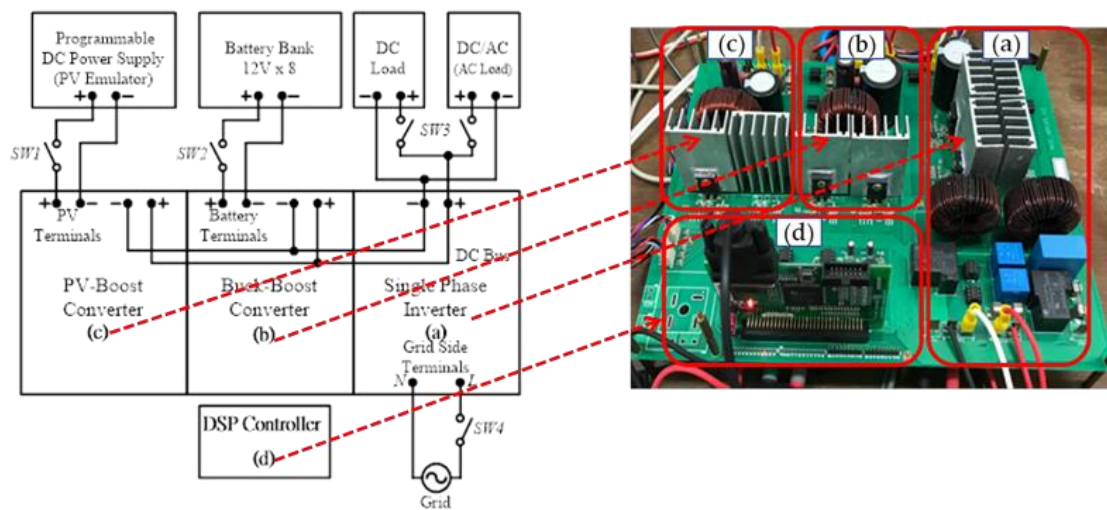 Programmable
DC Power Supply
(PV Emulator)
+ −
Battery Bank
12V x 8
+ −
DC
Load
− +
DC/AC
(AC Load)
+ −
SW1
SW2
SW3
+ PV −
Terminals
− +
+ −
Battery
Terminals
− +
− +
DC Bus
PV-Boost
Converter
(c)
Buck-Boost
Converter
(b)
Single Phase
Inverter
(a)
Grid Side
Terminals
N L
SW4
DSP Controller
(d)
Grid
(c)
(b)
(a)
(d)